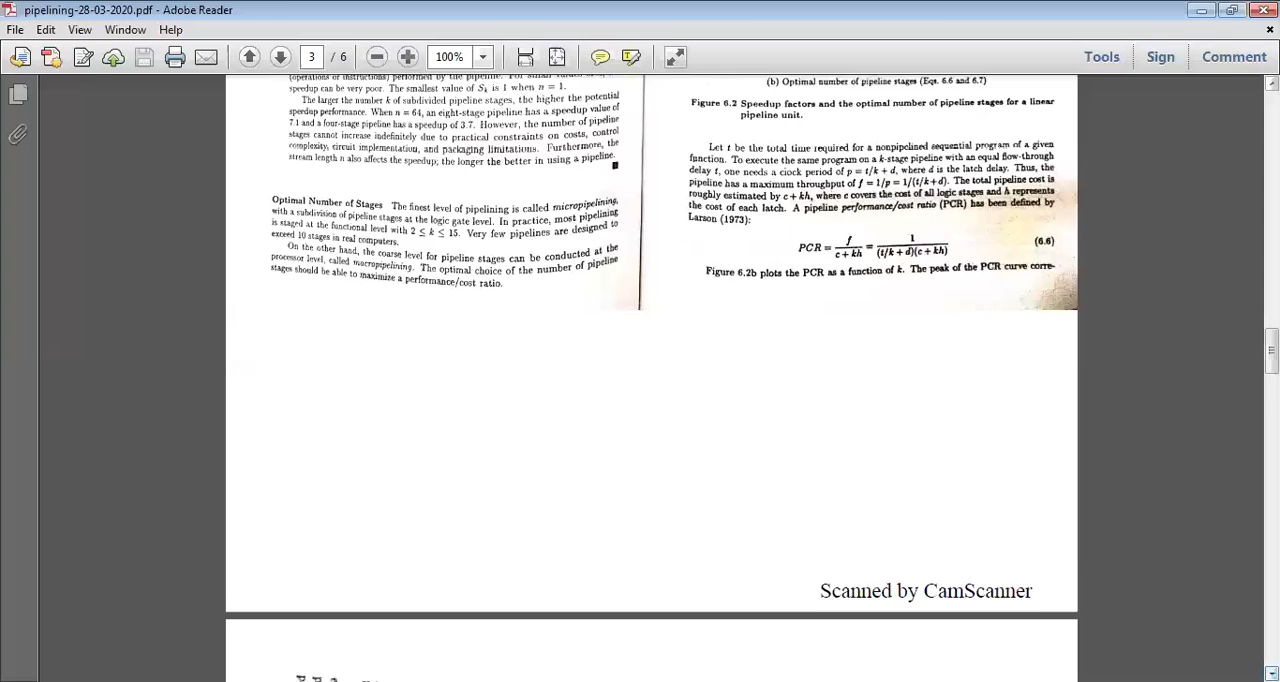 pipelining-28-03-2020.pdf - Adobe Reader
File Edit View Window Help
3 / 6 100% Tools Sign Comment
(operations or instructions) performed by the pipeline. For small values
speedup can be very poor. The smallest value of Sk is 1 when n = 1.
The larger the number k of subdivided pipeline stages, the higher the potential
speedup performance. When n = 64, an eight-stage pipeline has a speedup value of
7.1 and a four-stage pipeline has a speedup of 3.7. However, the number of pipeline
stages cannot increase indefinitely due to practical constraints on costs, control
complexity, circuit implementation, and packaging limitations. Furthermore, the
stream length n also affects the speedup; the longer the better in using a pipeline.
Optimal Number of Stages The finest level of pipelining is called micropipelining,
with a subdivision of pipeline stages at the logic gate level. In practice, most pipelining
is staged at the functional level with 2 ≤ k ≤ 15. Very few pipelines are designed to
exceed 10 stages in real computers.
On the other hand, the coarse level for pipeline stages can be conducted at the
processor level, called macropipelining. The optimal choice of the number of pipeline
stages should be able to maximize a performance/cost ratio.
(b) Optimal number of pipeline stages (Eqs. 6.6 and 6.7)
Figure 6.2 Speedup factors and the optimal number of pipeline stages for a linear
pipeline unit.
Let t be the total time required for a nonpipelined sequential program of a given
function. To execute the same program on a k-stage pipeline with an equal flow-through
delay t, one needs a clock period of p = t/k + d, where d is the latch delay. Thus, the
pipeline has a maximum throughput of f = 1/p = 1/(t/k + d). The total pipeline cost is
roughly estimated by c + kh, where c covers the cost of all logic stages and h represents
the cost of each latch. A pipeline performance/cost ratio (PCR) has been defined by
Larson (1973):
PCR = f / (c + kh) = 1 / (t/k + d)(c + kh) (6.6)
Figure 6.2b plots the PCR as a function of k. The peak of the PCR curve corre-
Scanned by CamScanner